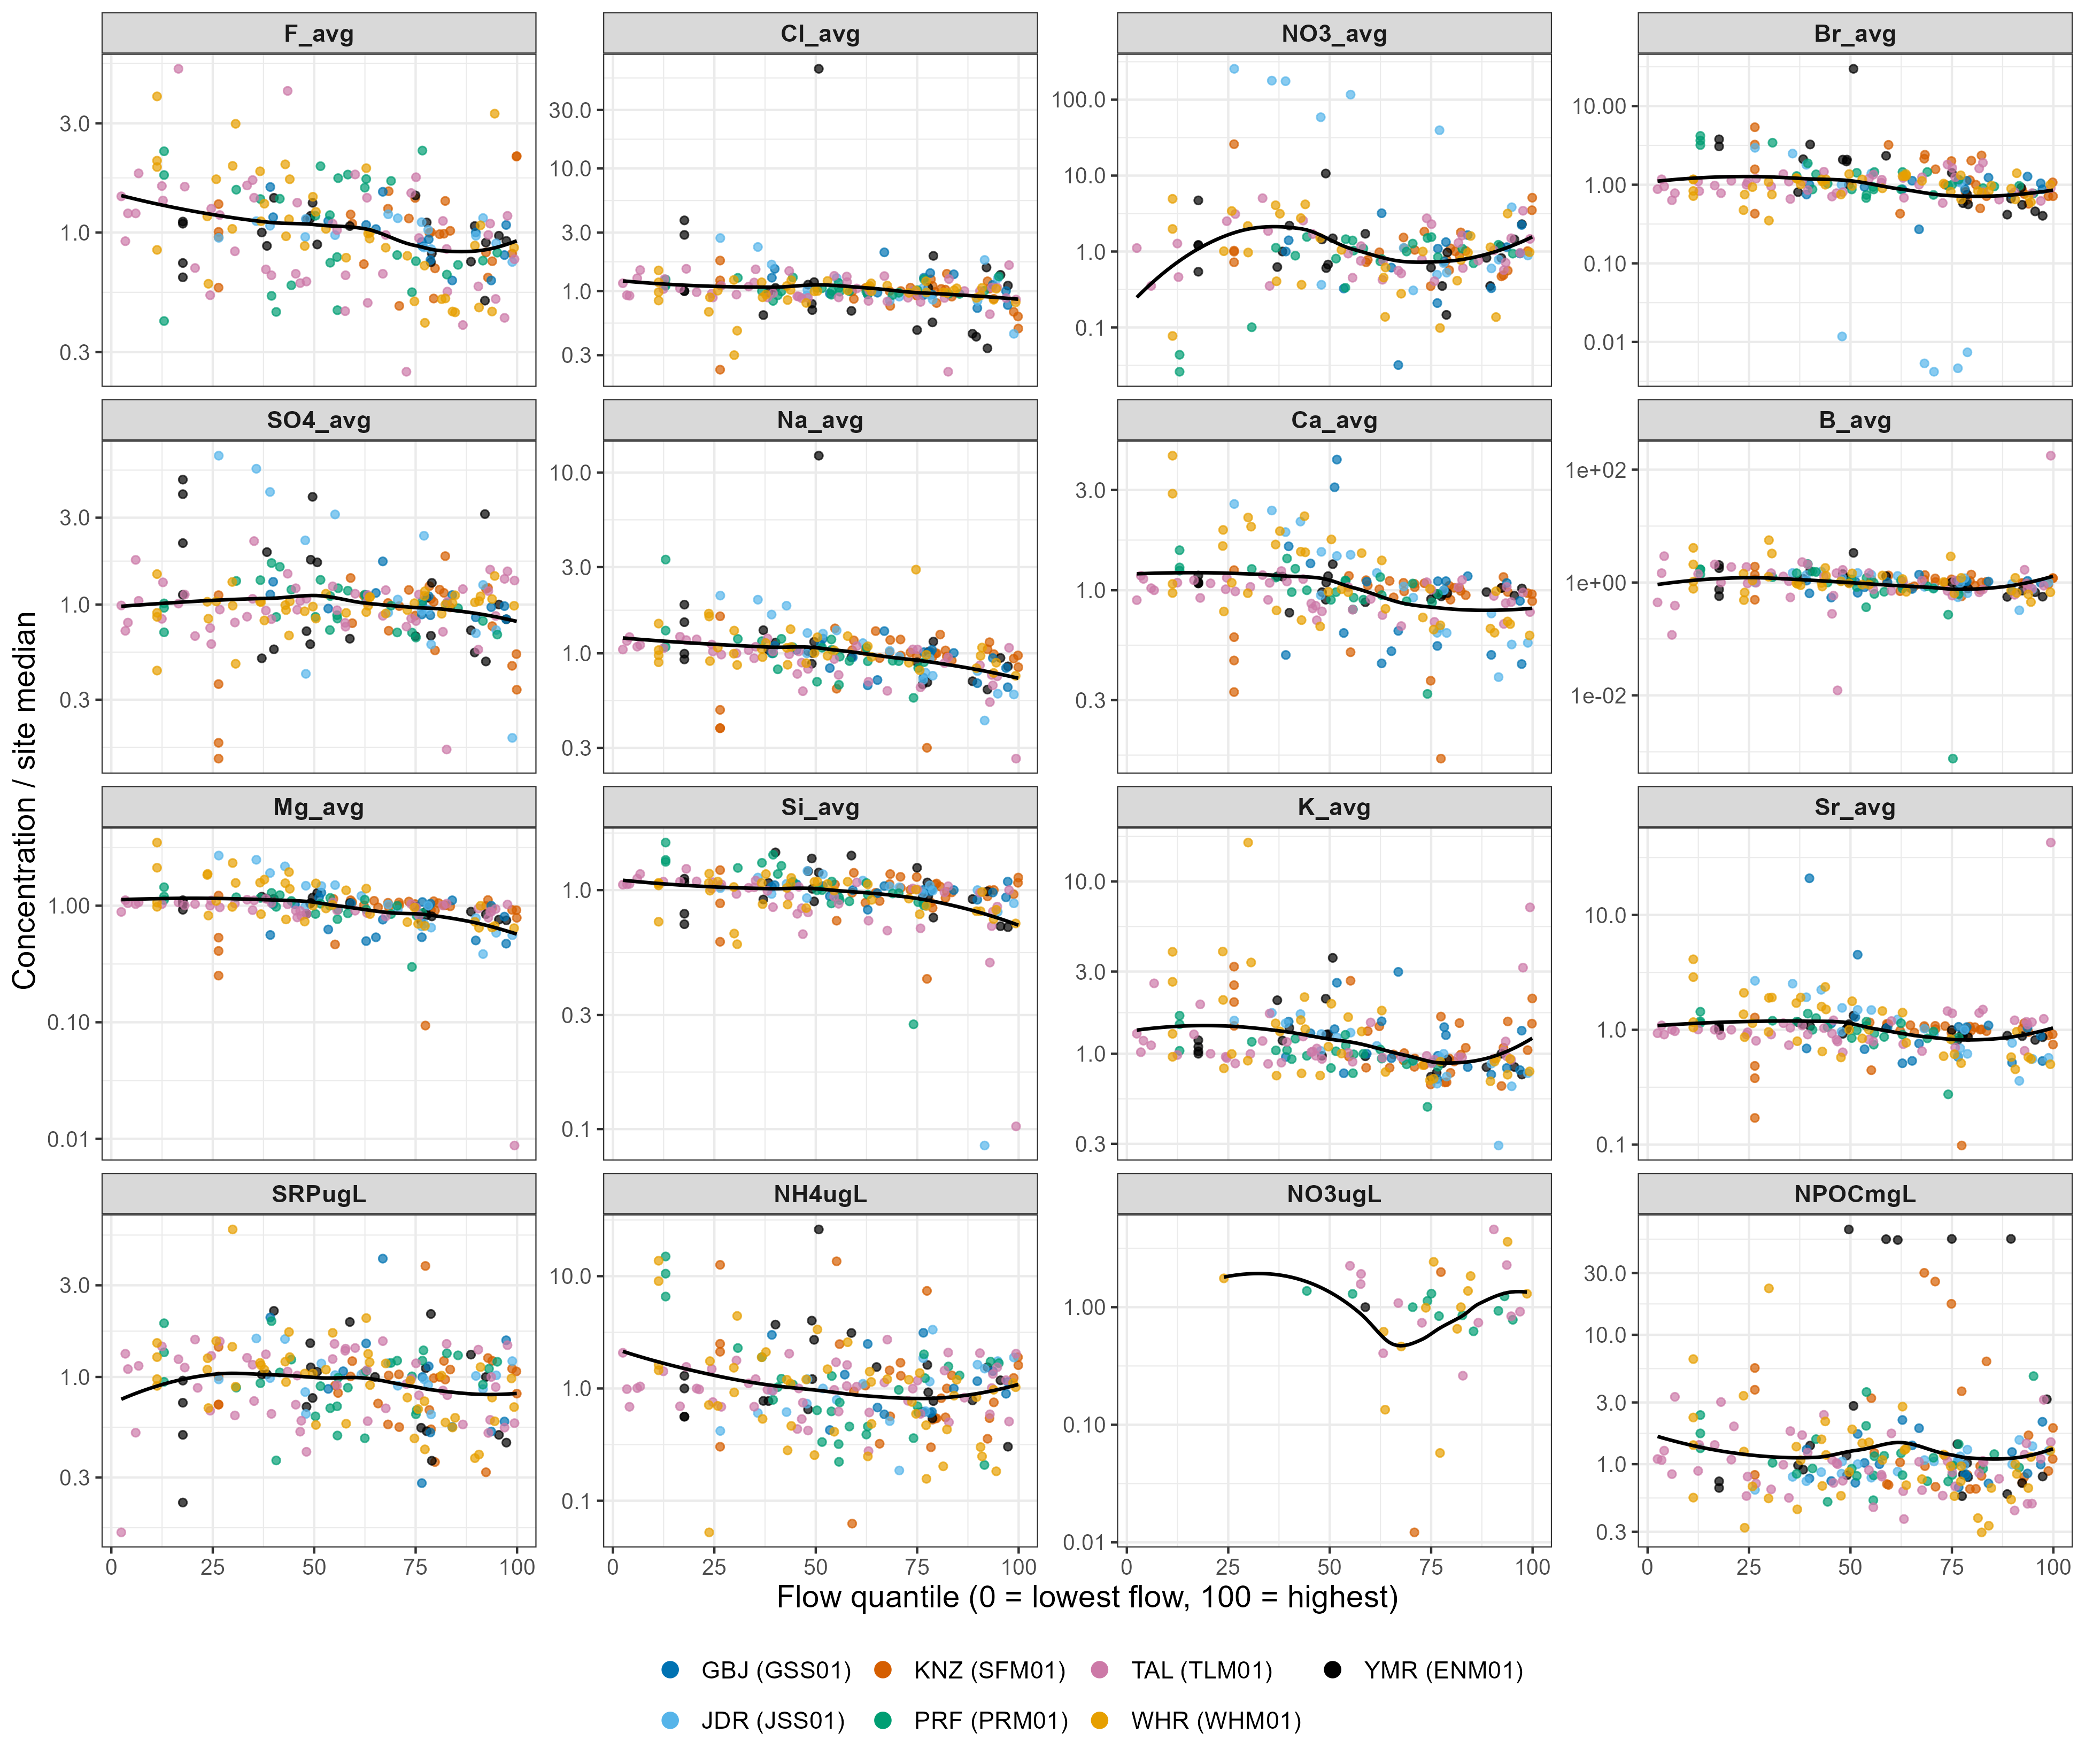 F_avg Cl_avg NO3_avg Br_avg
3.0 1.0 0.3
30.0 10.0 3.0 1.0 0.3
100.0 10.0 1.0 0.1
10.00 1.00 0.10 0.01
SO4_avg Na_avg Ca_avg B_avg
3.0 1.0 0.3
10.0 3.0 1.0 0.3
3.0 1.0 0.3
1e+02 1e+00 1e-02
Concentration / site median
Mg_avg Si_avg K_avg Sr_avg
1.00 0.10 0.01
1.0 0.3 0.1
10.0 3.0 1.0 0.3
10.0 1.0 0.1
SRPugL NH4ugL NO3ugL NPOCmgL
3.0 1.0 0.3
10.0 1.0 0.1
1.00 0.10 0.01
30.0 10.0 3.0 1.0 0.3
0 25 50 75 100 0 25 50 75 100 0 25 50 75 100 0 25 50 75 100
Flow quantile (0 = lowest flow, 100 = highest)
GBJ (GSS01) KNZ (SFM01) TAL (TLM01) YMR (ENM01)
JDR (JSS01) PRF (PRM01) WHR (WHM01)